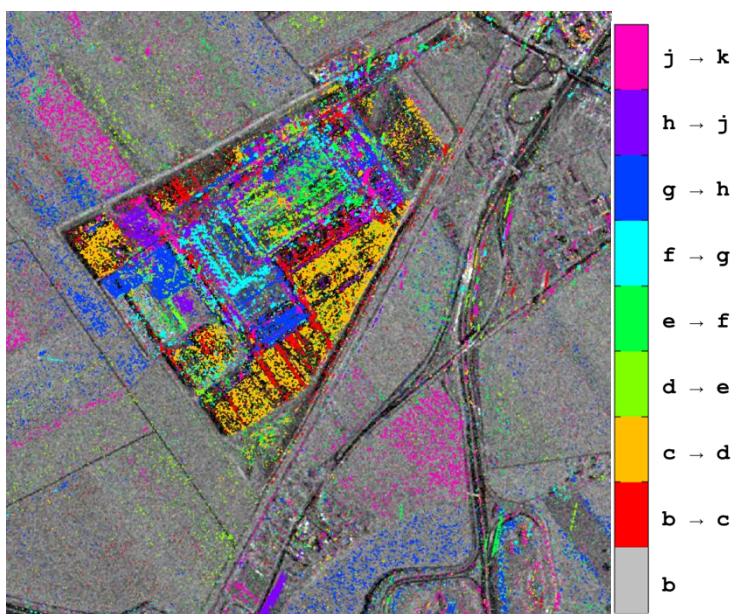 j → k
h → j
g → h
f → g
e → f
d → e
c → d
b → c
b